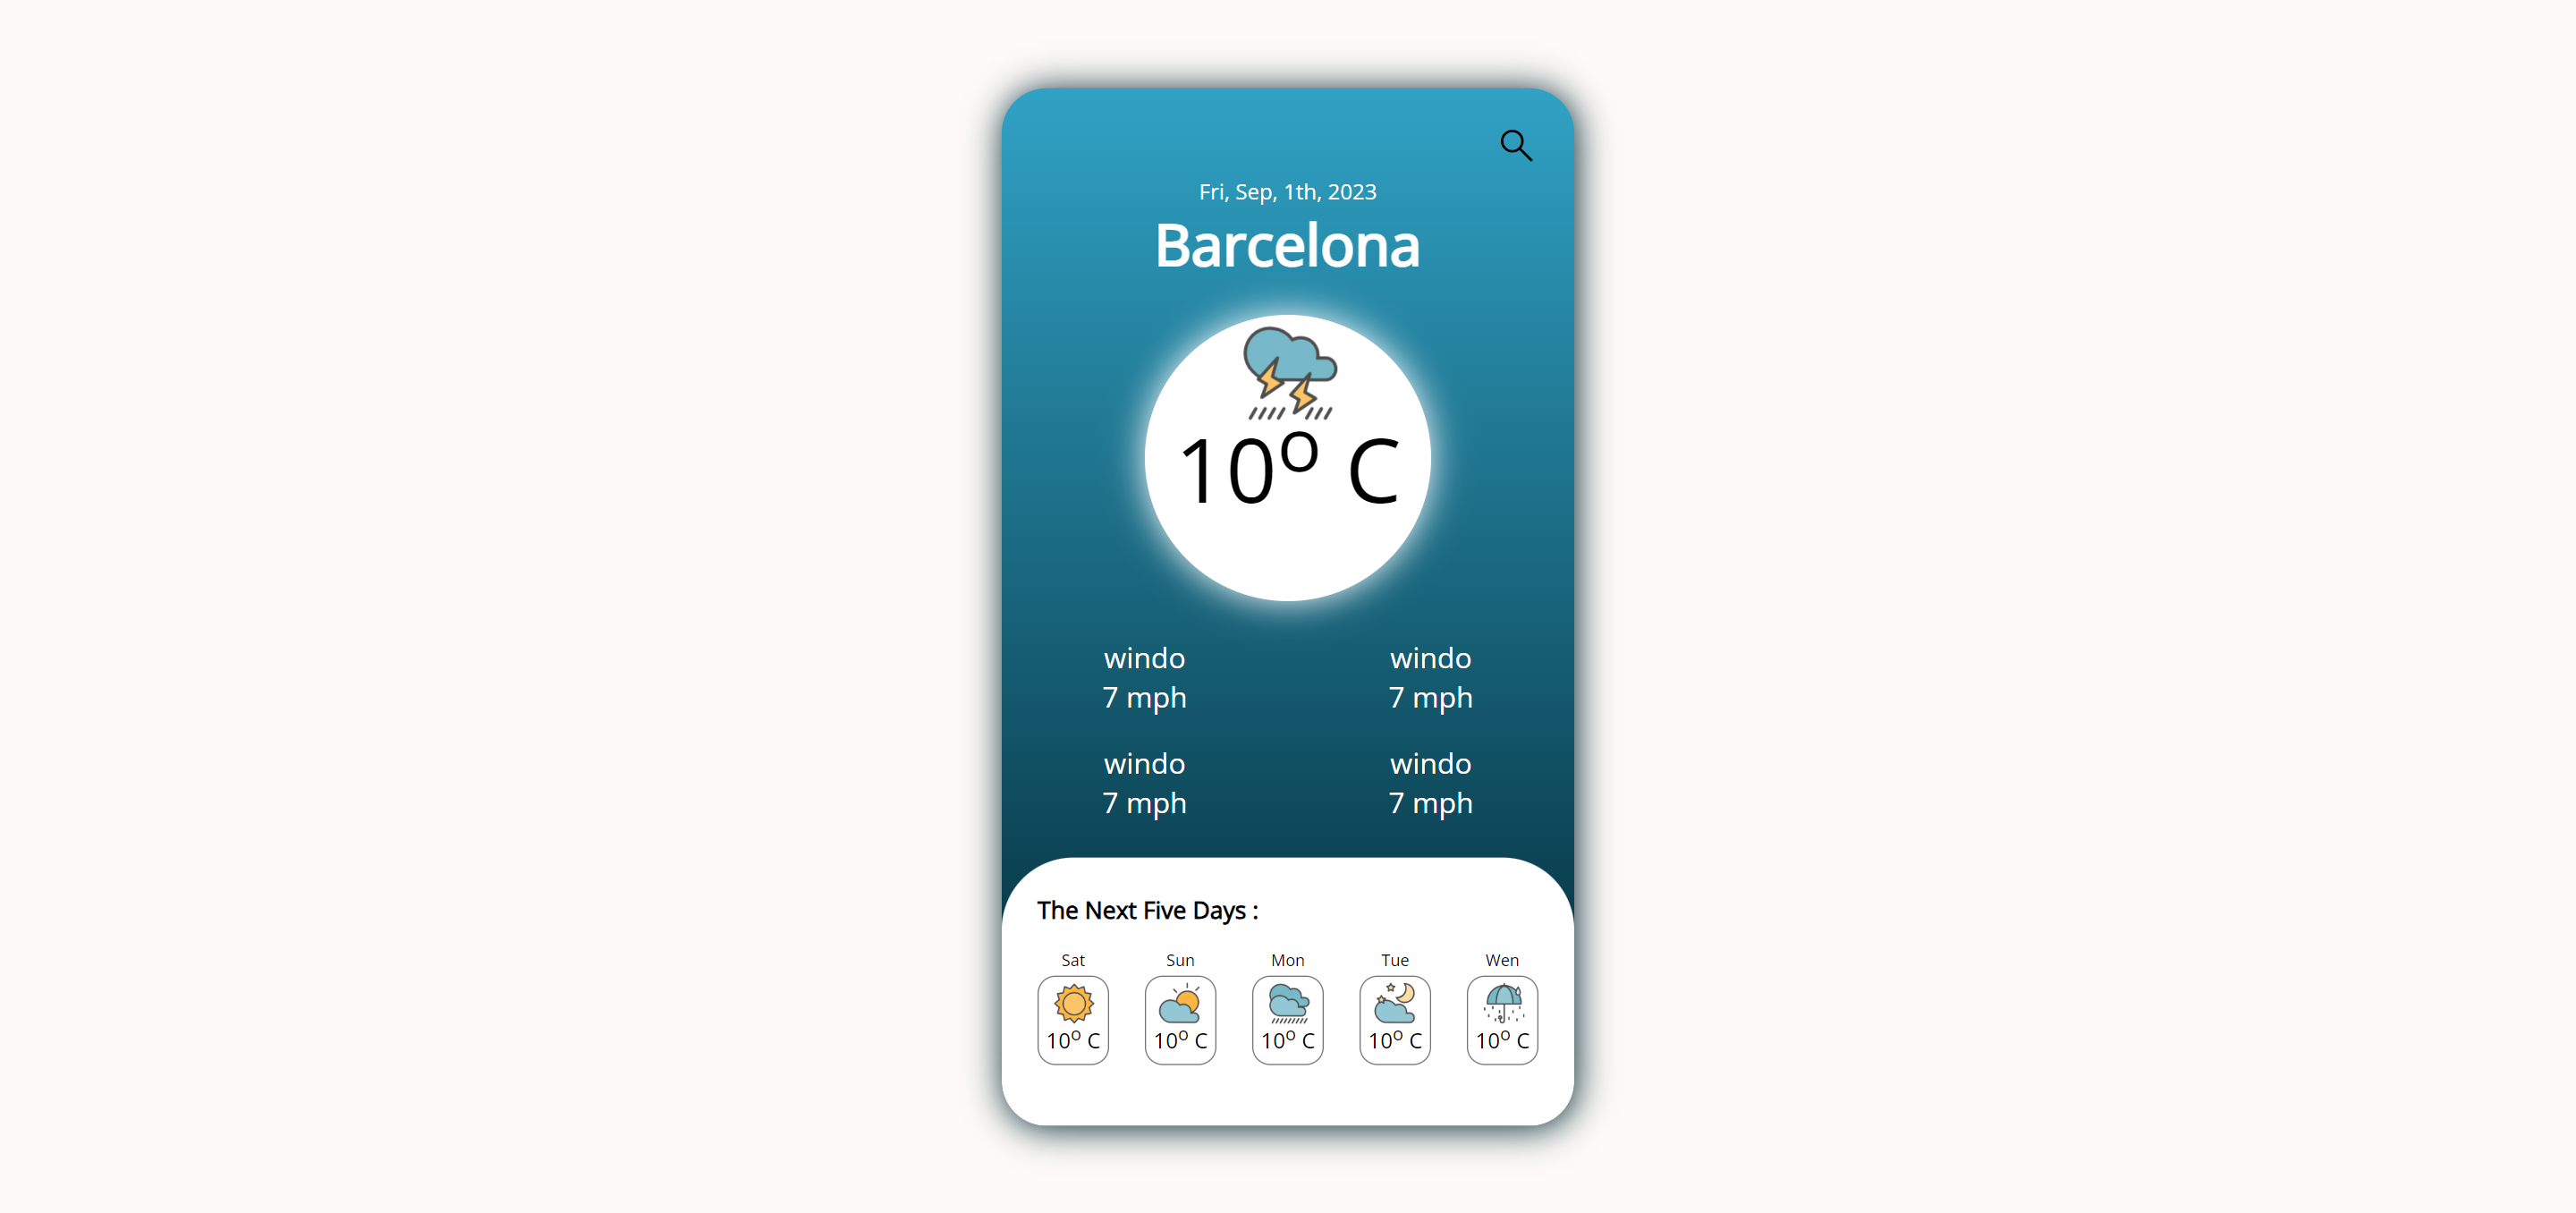 Fri, Sep, 1th, 2023
Barcelona
10º C
windo windo
7 mph 7 mph
windo windo
7 mph 7 mph
The Next Five Days :
Sat Sun Mon Tue Wen
10º C 10º C 10º C 10º C 10º C